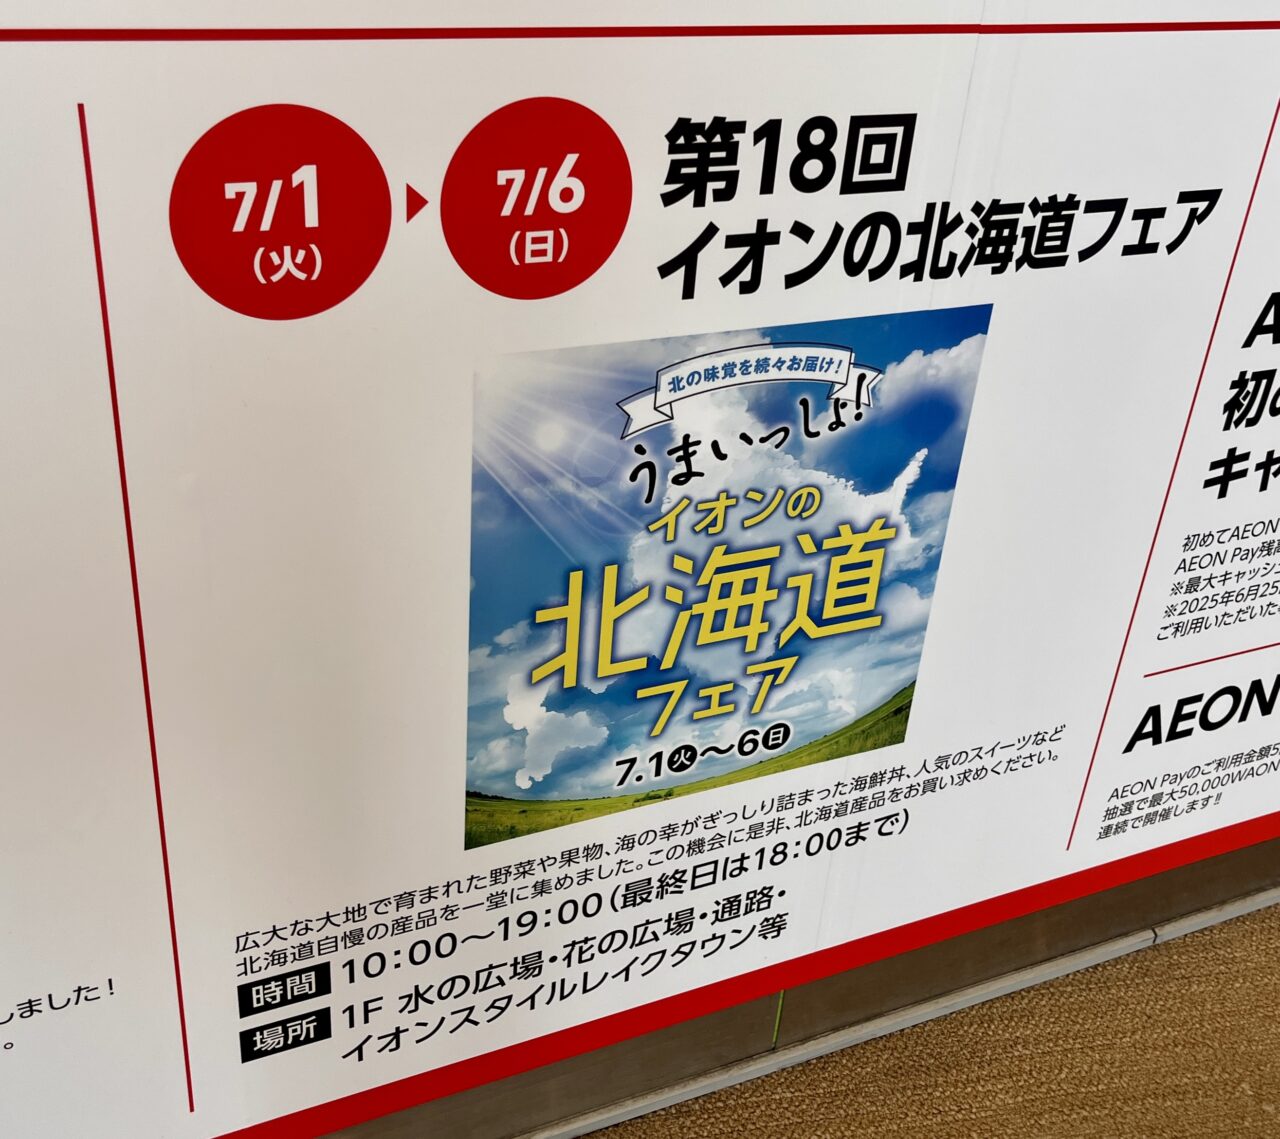 7/1
(火)
7/6
(日)
第18回
イオンの北海道フェア
北の味覚を続々お届け!
うまいっしょ!
イオンの
北海道
フェア
7.1火〜6日
広大な大地で育まれた野菜や果物、海の幸がぎっしり詰まった海鮮丼、人気のスイーツなど
北海道自慢の産品を一堂に集めました。この機会に是非、北海道産品をお買い求めください。
時間 10:00〜19:00(最終日は18:00まで)
場所 1F 水の広場・花の広場・通路・
イオンスタイルレイクタウン等
しました!
。
A
初め
キャ
初めてAEON
AEON Pay残高
※最大キャッシュ
※2025年6月25
ご利用いただいた
AEON
AEON Payのご利用金額5
抽選で最大50,000WAON
連続で開催します!!